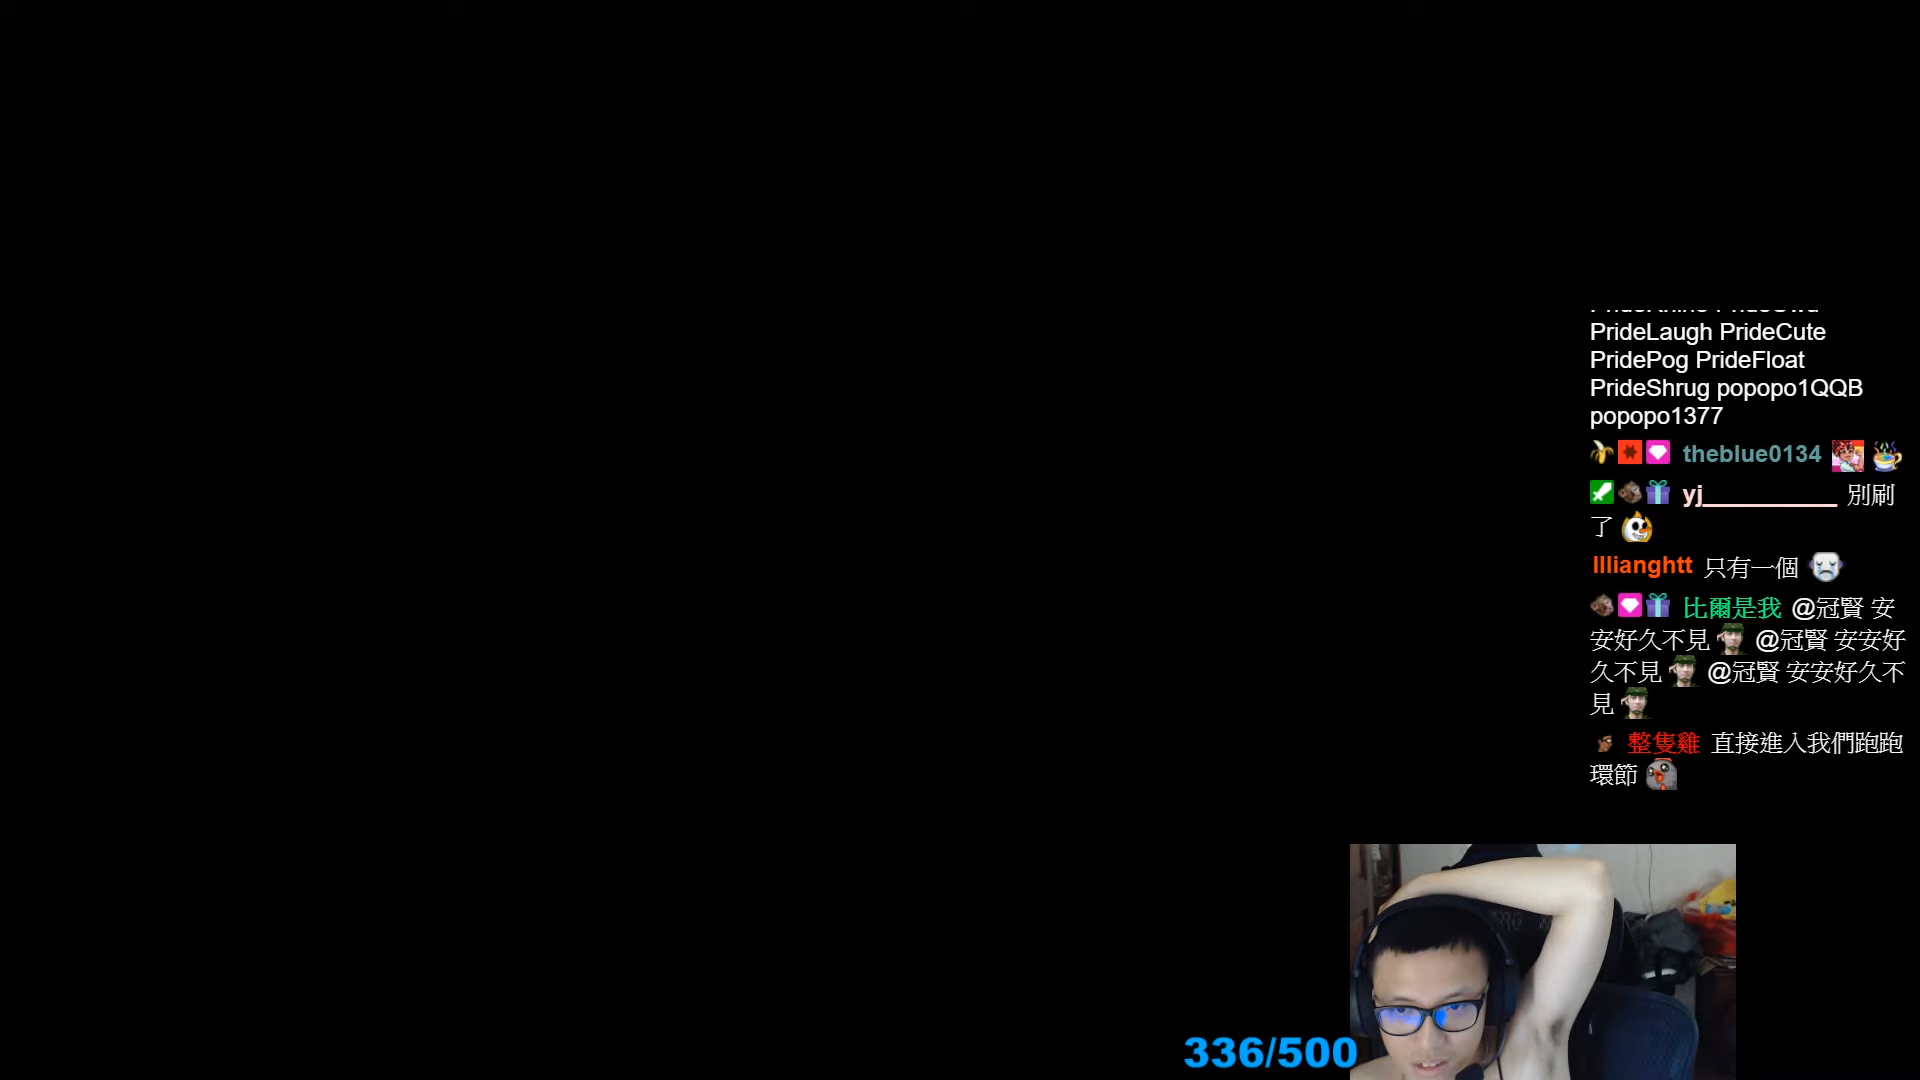 PrideLaugh PrideCute
PridePog PrideFloat
PrideShrug popopo1QQB
popopo1377
theblue0134
yj___________ 別刷
了
lllianghtt 只有一個
比爾是我 @冠賢 安
安好久不見 @冠賢 安安好
久不見 @冠賢 安安好久不
見
整隻雞 直接進入我們跑跑
環節
336/500